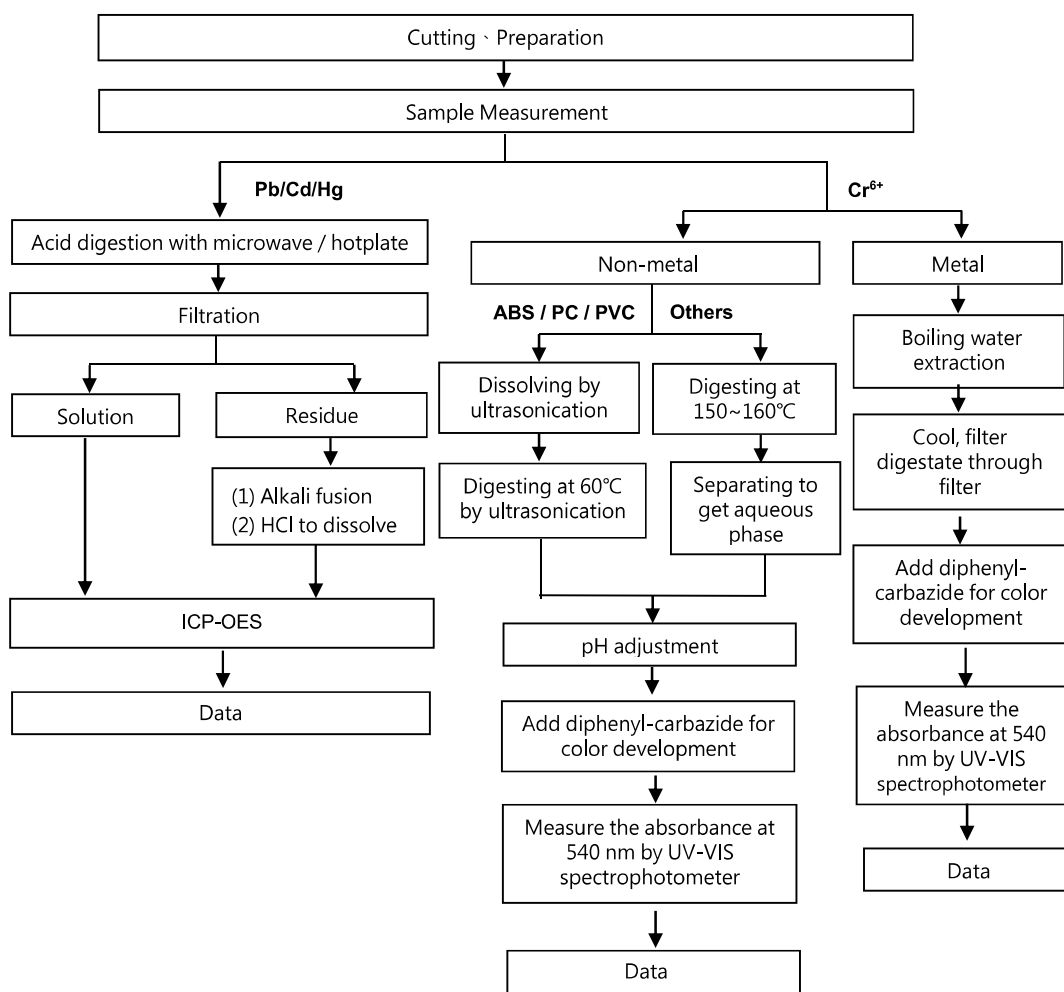 Cutting、Preparation
Sample Measurement
Pb/Cd/Hg
Acid digestion with microwave / hotplate
Filtration
Solution
Residue
(1) Alkali fusion
(2) HCl to dissolve
ICP-OES
Data
Cr⁶⁺
Non-metal
ABS / PC / PVC
Others
Dissolving by
ultrasonication
Digesting at 60℃
by ultrasonication
Digesting at
150~160℃
Separating to
get aqueous
phase
pH adjustment
Add diphenyl-carbazide for
color development
Measure the absorbance at
540 nm by UV-VIS
spectrophotometer
Data
Metal
Boiling water
extraction
Cool, filter
digestate through
filter
Add diphenyl-
carbazide for color
development
Measure the
absorbance at 540
nm by UV-VIS
spectrophotometer
Data